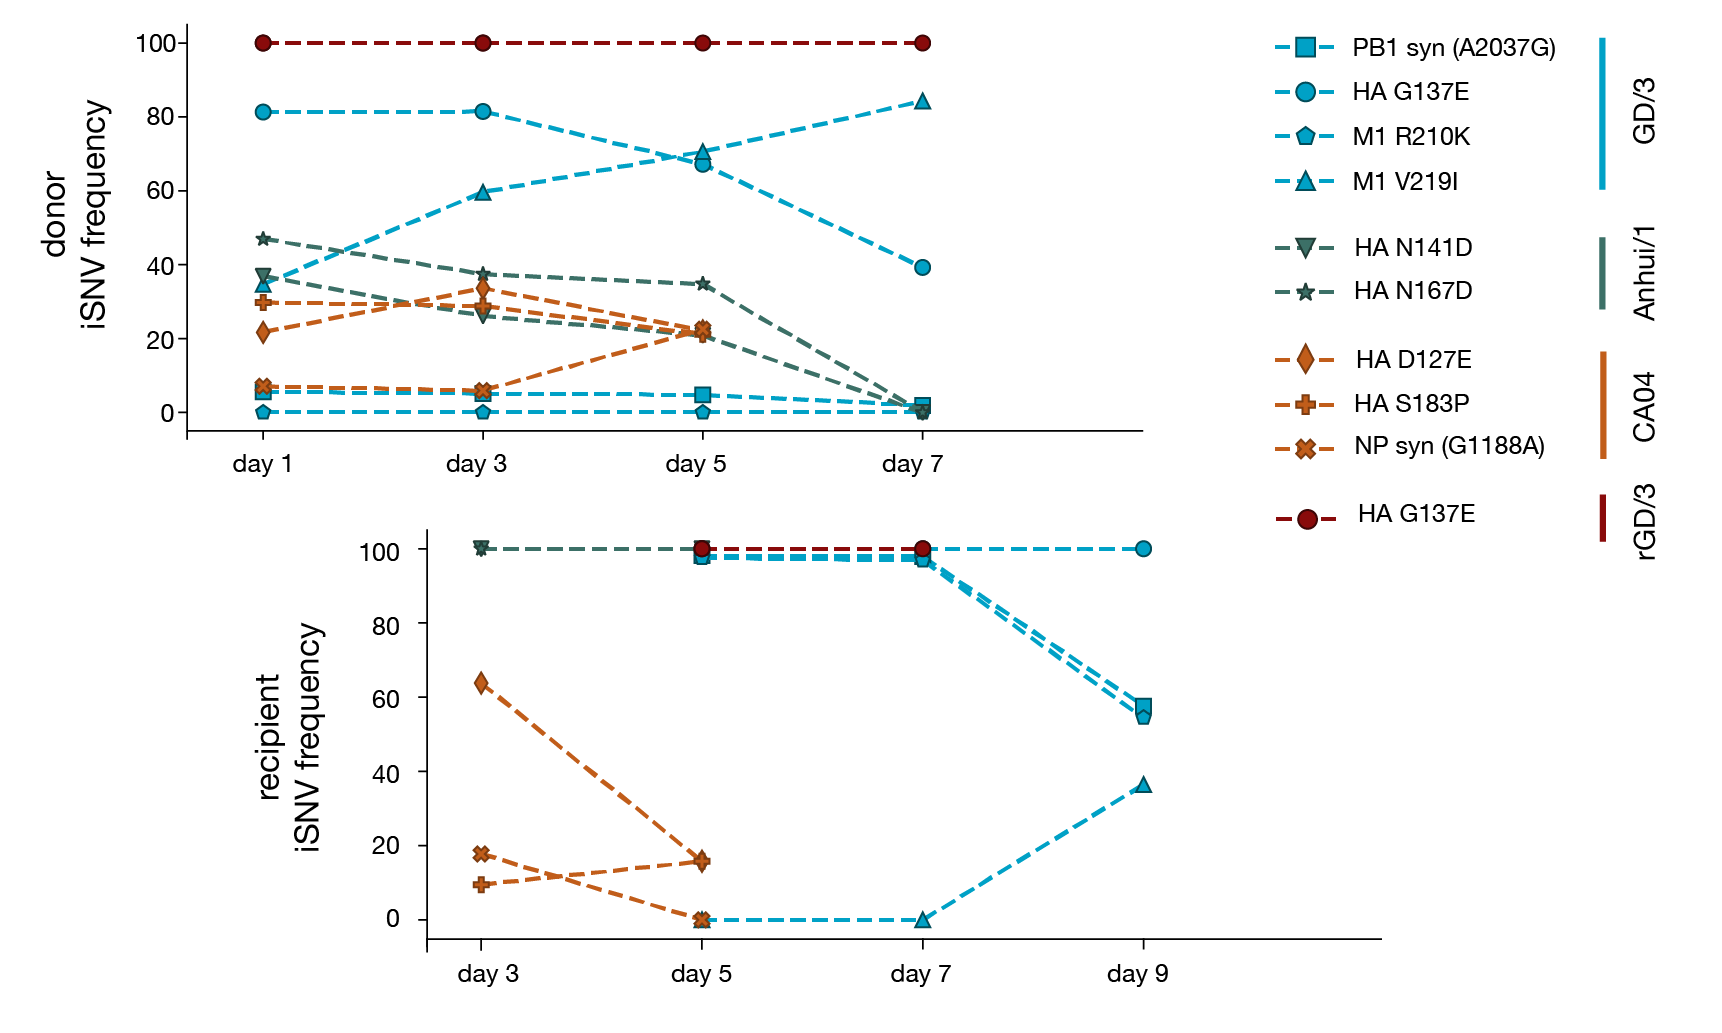 100
80
60
40
20
0
donor
iSNV frequency
day 1
day 3
day 5
day 7
100
80
60
40
20
0
recipient
iSNV frequency
day 3
day 5
day 7
day 9
PB1 syn (A2037G)
HA G137E
M1 R210K
M1 V219I
GD/3
HA N141D
HA N167D
Anhui/1
HA D127E
HA S183P
NP syn (G1188A)
CA04
HA G137E
rGD/3